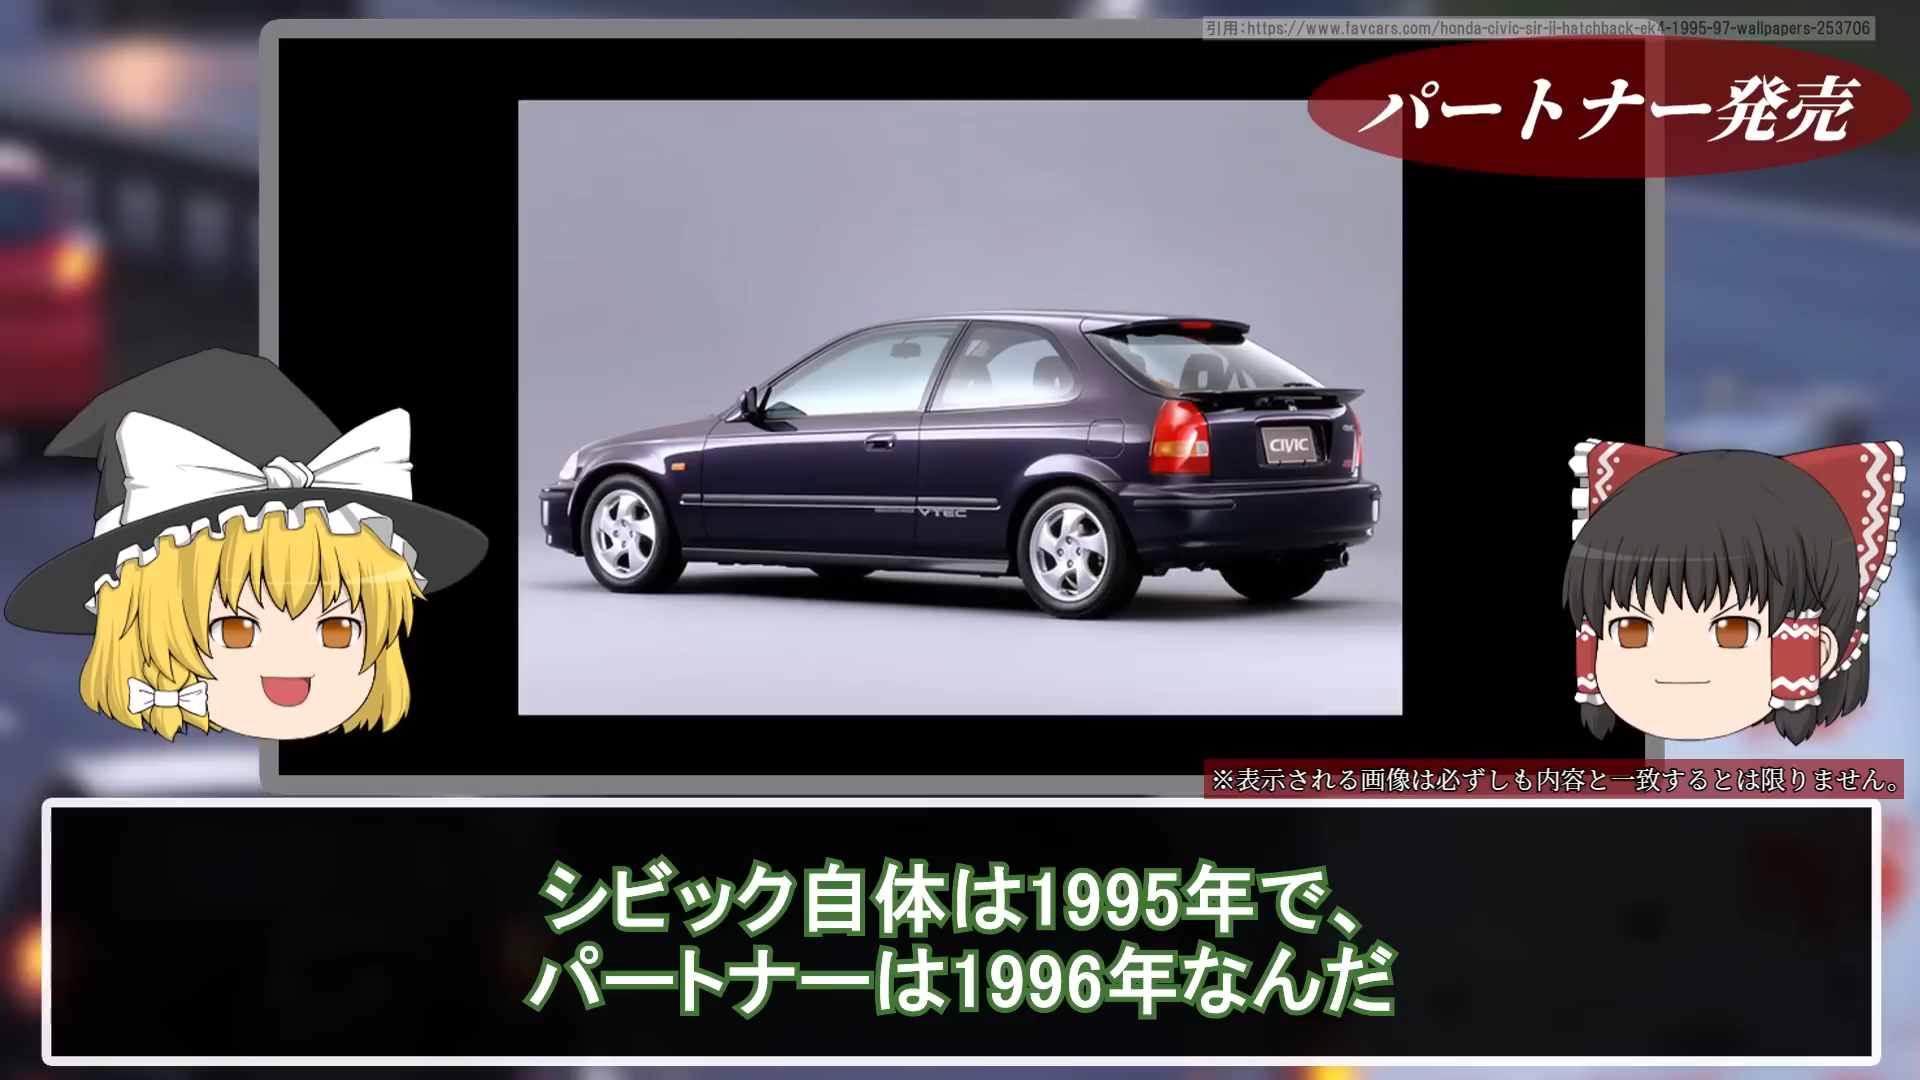 引用:https://www.favcars.com/honda-civic-sir-ii-hatchback-ek4-1995-97-wallpapers-253706
パートナー発売
CIVIC
VTEC
※表示される画像は必ずしも内容と一致するとは限りません。
シビック自体は1995年で、
パートナーは1996年なんだ